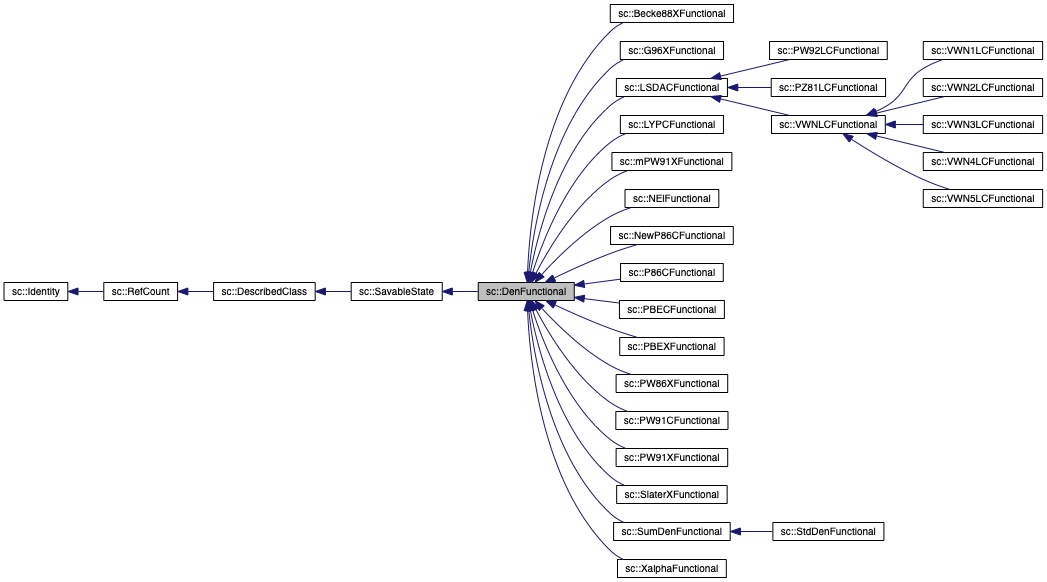 sc::Becke88XFunctional
sc::G96XFunctional
sc::PW92LCFunctional
sc::VWN1LCFunctional
sc::LSDACFunctional
sc::PZ81LCFunctional
sc::VWN2LCFunctional
sc::LYPCFunctional
sc::VWNLCFunctional
sc::VWN3LCFunctional
sc::mPW91XFunctional
sc::VWN4LCFunctional
sc::NElFunctional
sc::VWN5LCFunctional
sc::NewP86CFunctional
sc::P86CFunctional
sc::Identity
sc::RefCount
sc::DescribedClass
sc::SavableState
sc::DenFunctional
sc::PBECFunctional
sc::PBEXFunctional
sc::PW86XFunctional
sc::PW91CFunctional
sc::PW91XFunctional
sc::SlaterXFunctional
sc::SumDenFunctional
sc::StdDenFunctional
sc::XalphaFunctional